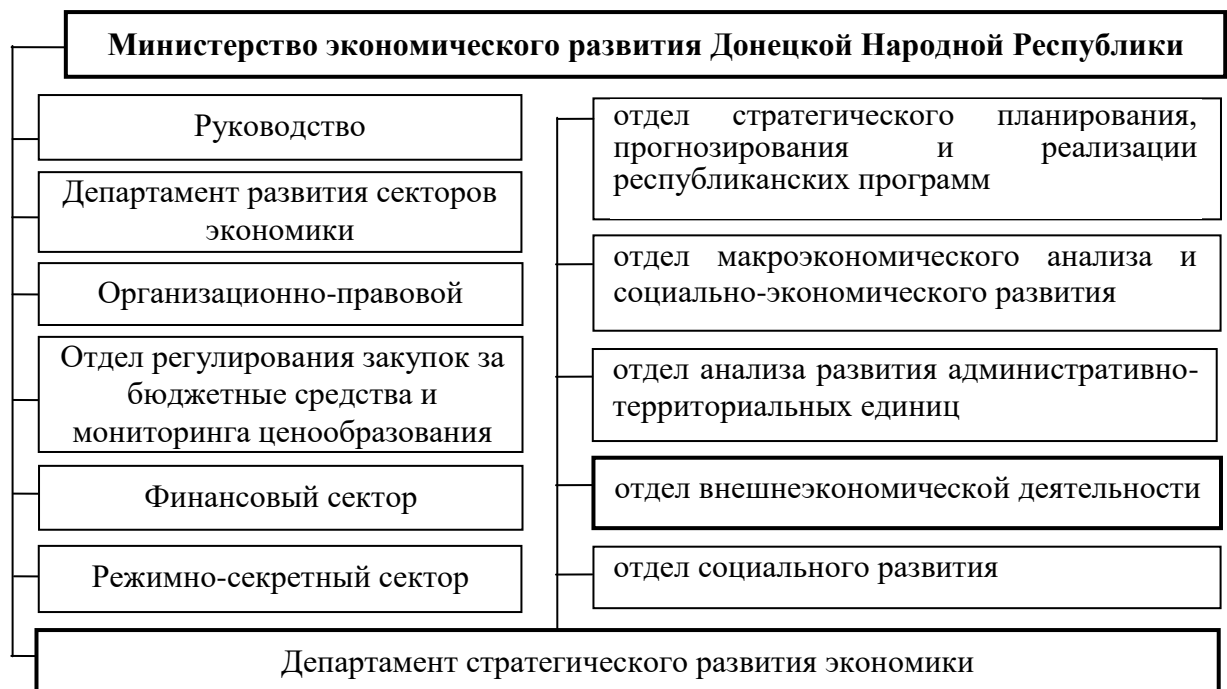 Министерство экономического развития Донецкой Народной Республики
Руководство
Департамент развития секторов
экономики
Организационно-правовой
Отдел регулирования закупок за
бюджетные средства и
мониторинга ценообразования
Финансовый сектор
Режимно-секретный сектор
отдел стратегического планирования,
прогнозирования и реализации
республиканских программ
отдел макроэкономического анализа и
социально-экономического развития
отдел анализа развития административно-
территориальных единиц
отдел внешнеэкономической деятельности
отдел социального развития
Департамент стратегического развития экономики